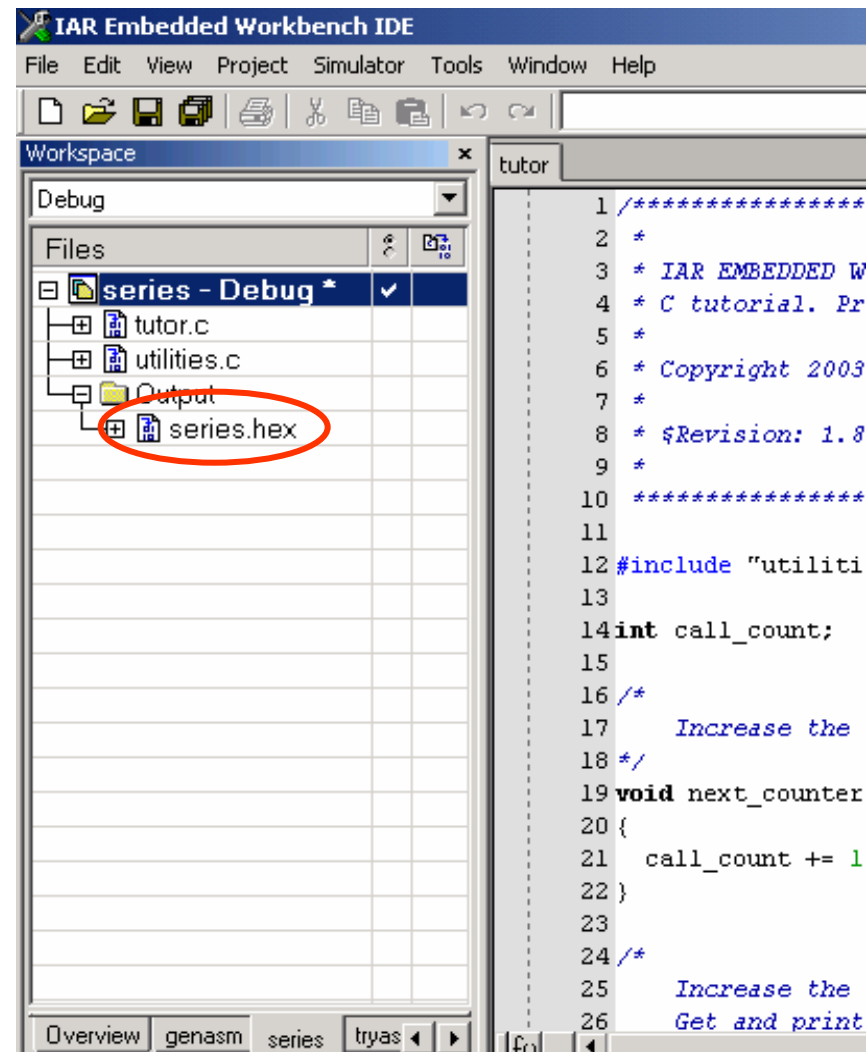 IAR Embedded Workbench IDE
File Edit View Project Simulator Tools Window Help
Workspace
Debug
Files
series - Debug *
tutor.c
utilities.c
Output
series.hex
Overview genasm series tryas
tutor
1 /****************
2 *
3 * IAR EMBEDDED W
4 * C tutorial. Pr
5 *
6 * Copyright 2003
7 *
8 * $Revision: 1.8
9 *
10 ****************
11
12 #include "utiliti
13
14 int call_count;
15
16 /*
17 Increase the
18 */
19 void next_counter
20 {
21 call_count += 1
22 }
23
24 /*
25 Increase the
26 Get and print